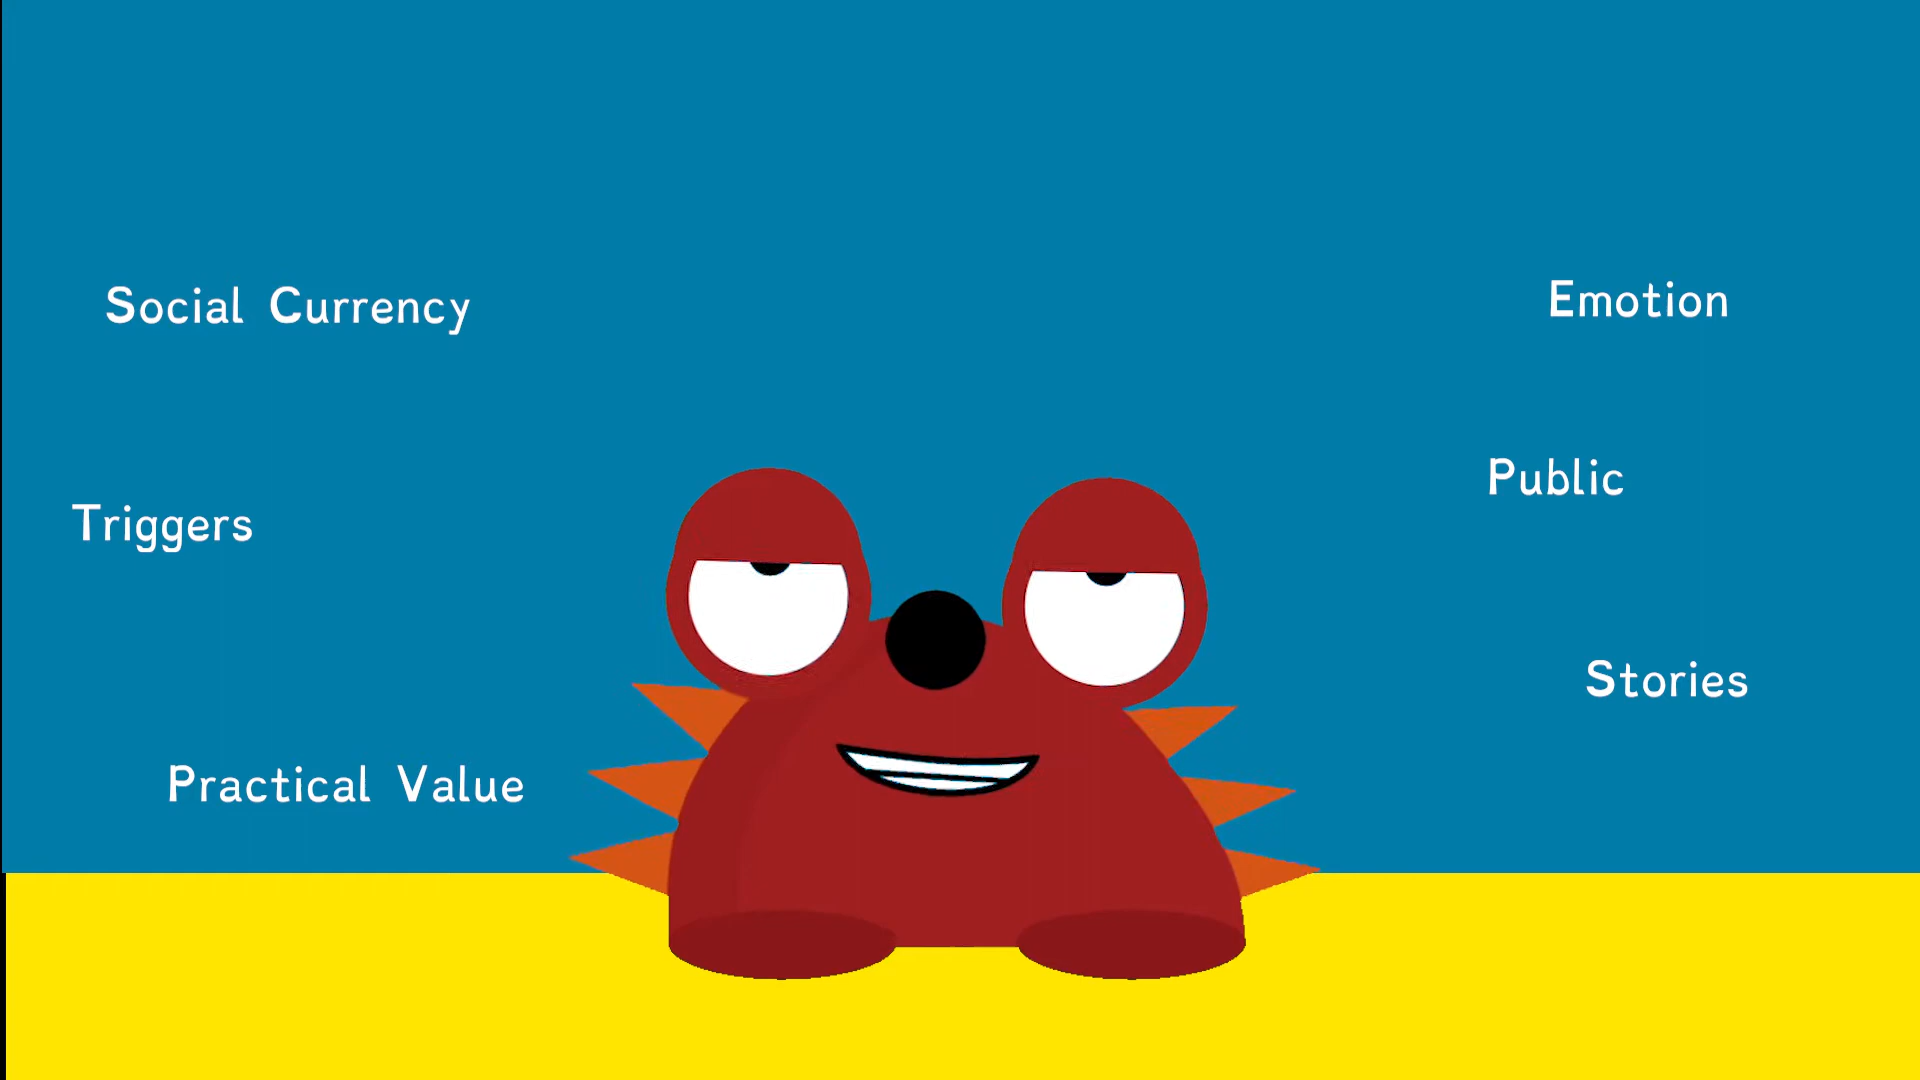 Social Currency
Emotion
Public
Triggers
Stories
Practical Value